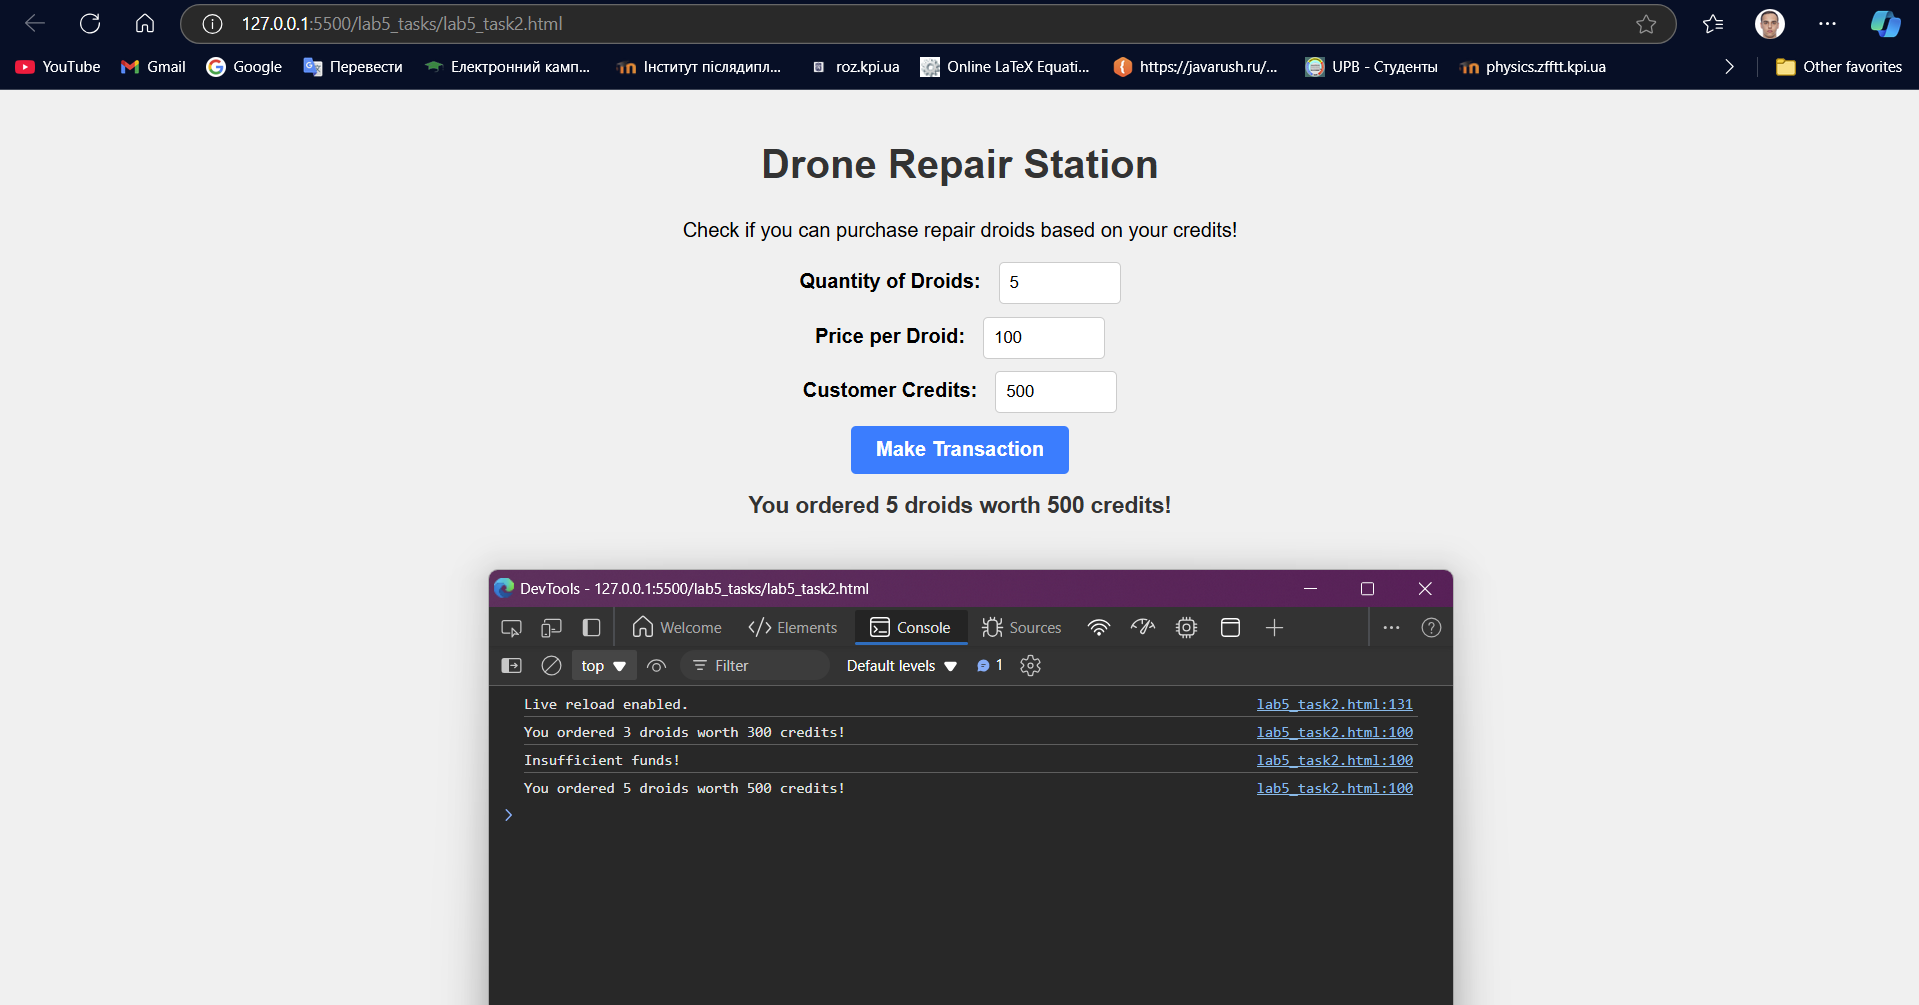 127.0.0.1:5500/lab5_tasks/lab5_task2.html
YouTube Gmail Google Перевести Електронний камп... Інститут післядипл... roz.kpi.ua Online LaTeX Equati... https://javarush.ru/... UPB - Студенты physics.zfftt.kpi.ua Other favorites
Drone Repair Station
Check if you can purchase repair droids based on your credits!
Quantity of Droids: 5
Price per Droid: 100
Customer Credits: 500
Make Transaction
You ordered 5 droids worth 500 credits!
DevTools - 127.0.0.1:5500/lab5_tasks/lab5_task2.html
Welcome Elements Console Sources
top Filter Default levels 1
Live reload enabled. lab5_task2.html:131
You ordered 3 droids worth 300 credits! lab5_task2.html:100
Insufficient funds! lab5_task2.html:100
You ordered 5 droids worth 500 credits! lab5_task2.html:100